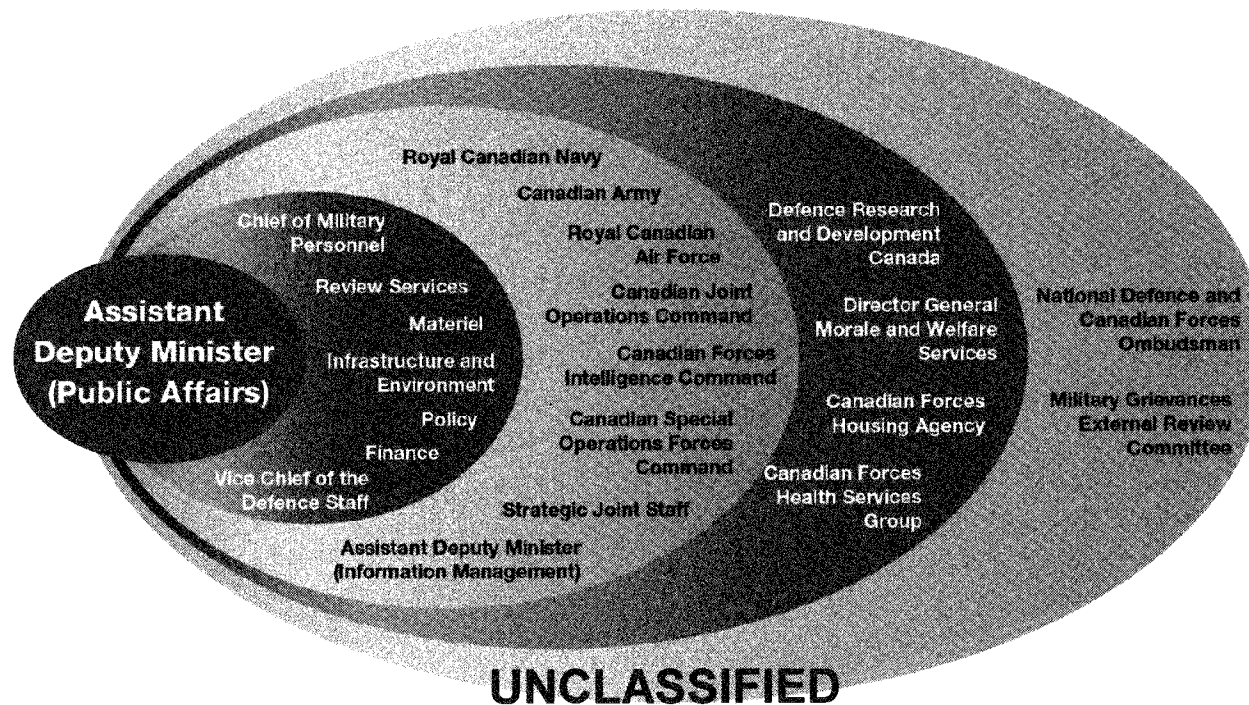 Assistant
Deputy Minister
(Public Affairs)
Chief of Military
Personnel
Review Services
Materiel
Infrastructure and
Environment
Policy
Finance
Vice Chief of the
Defence Staff
Royal Canadian Navy
Canadian Army
Royal Canadian
Air Force
Canadian Joint
Operations Command
Canadian Forces
Intelligence Command
Canadian Special
Operations Forces
Command
Strategic Joint Staff
Assistant Deputy Minister
(Information Management)
Defence Research
and Development
Canada
Director General
Morale and Welfare
Services
Canadian Forces
Housing Agency
Canadian Forces
Health Services
Group
National Defence and
Canadian Forces
Ombudsman
Military Grievances
External Review
Committee
UNCLASSIFIED